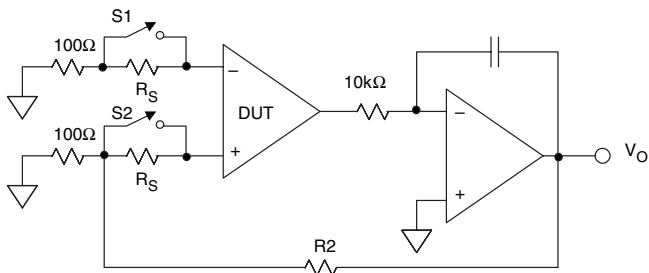 S1
100Ω
R_S
S2
100Ω
R_S
−
DUT
+
10kΩ
−
+
V_O
R2